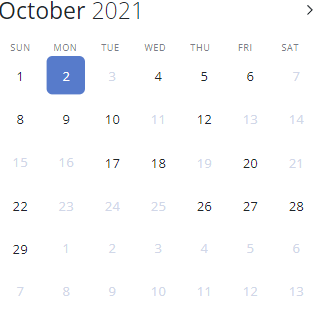 October 2021 >
SUN MON TUE WED THU FRI SAT
1 2 3 4 5 6 7
8 9 10 11 12 13 14
15 16 17 18 19 20 21
22 23 24 25 26 27 28
29 1 2 3 4 5 6
7 8 9 10 11 12 13